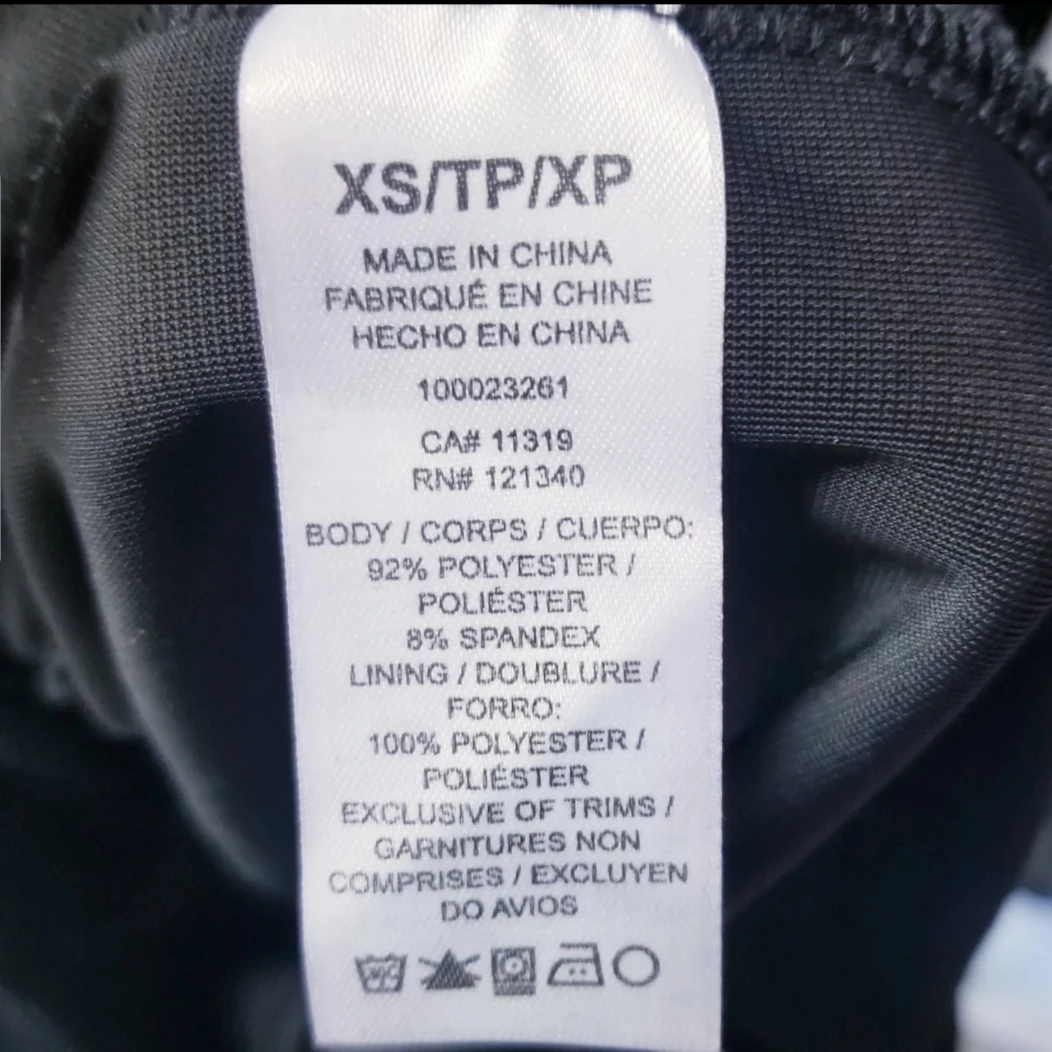 XS/TP/XP
MADE IN CHINA
FABRIQUÉ EN CHINE
HECHO EN CHINA
100023261
CA# 11319
RN# 121340
BODY / CORPS / CUERPO:
92% POLYESTER /
POLIÉSTER
8% SPANDEX
LINING / DOUBLURE /
FORRO:
100% POLYESTER /
POLIÉSTER
EXCLUSIVE OF TRIMS /
GARNITURES NON
COMPRISES / EXCLUYEN
DO AVIOS